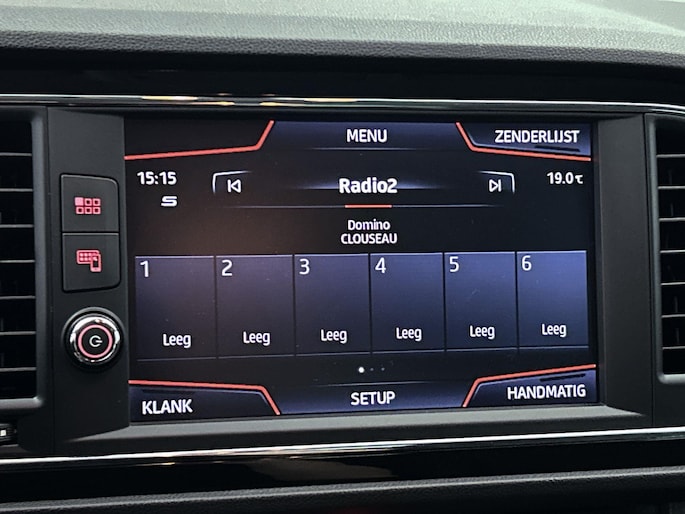 MENU
ZENDERLIJST
15:15
Radio2
19.0℃
Domino
CLOUSEAU
1 2 3 4 5 6
Leeg Leeg Leeg Leeg Leeg Leeg
KLANK
SETUP
HANDMATIG